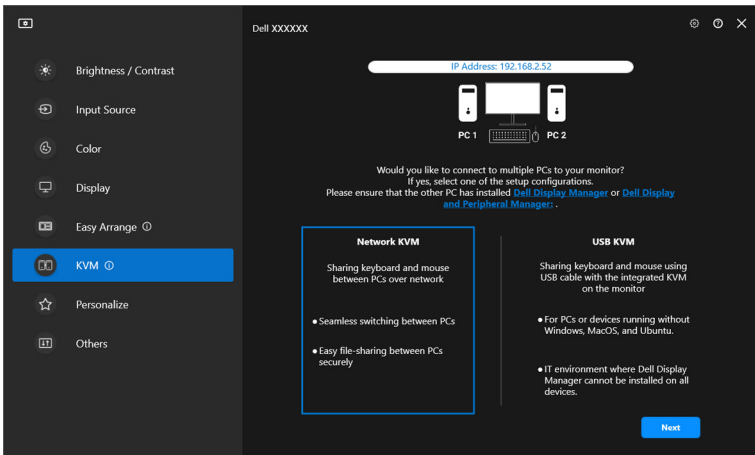 Dell XXXXXX
Brightness / Contrast
Input Source
Color
Display
Easy Arrange
KVM
Personalize
Others
IP Address: 192.168.2.52
PC 1
PC 2
Would you like to connect to multiple PCs to your monitor?
If yes, select one of the setup configurations.
Please ensure that the other PC has installed Dell Display Manager or Dell Display
and Peripheral Manager: .
Network KVM
Sharing keyboard and mouse
between PCs over network
● Seamless switching between PCs
● Easy file-sharing between PCs
securely
USB KVM
Sharing keyboard and mouse using
USB cable with the integrated KVM
on the monitor
● For PCs or devices running without
Windows, MacOS, and Ubuntu.
● IT environment where Dell Display
Manager cannot be installed on all
devices.
Next